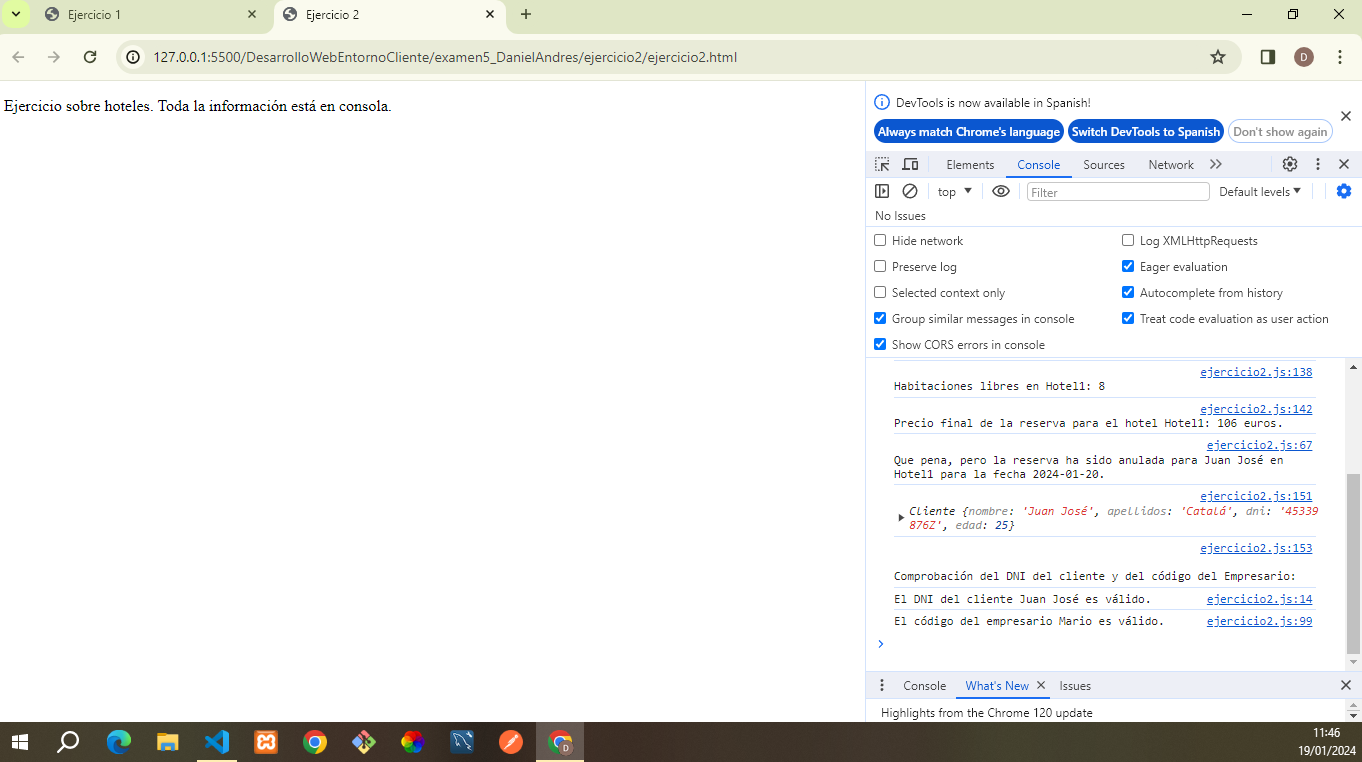 Ejercicio 1
Ejercicio 2
127.0.0.1:5500/DesarrolloWebEntornoCliente/examen5_DanielAndres/ejercicio2/ejercicio2.html
D
Ejercicio sobre hoteles. Toda la información está en consola.
DevTools is now available in Spanish!
Always match Chrome's language Switch DevTools to Spanish Don't show again
Elements Console Sources Network
top Filter Default levels
No Issues
Hide network Log XMLHttpRequests
Preserve log Eager evaluation
Selected context only Autocomplete from history
Group similar messages in console Treat code evaluation as user action
Show CORS errors in console
ejercicio2.js:138
Habitaciones libres en Hotel1: 8
ejercicio2.js:142
Precio final de la reserva para el hotel Hotel1: 106 euros.
ejercicio2.js:67
Que pena, pero la reserva ha sido anulada para Juan José en
Hotel1 para la fecha 2024-01-20.
ejercicio2.js:151
Cliente {nombre: 'Juan José', apellidos: 'Catalá', dni: '45339
876Z', edad: 25}
ejercicio2.js:153
Comprobación del DNI del cliente y del código del Empresario:
El DNI del cliente Juan José es válido. ejercicio2.js:14
El código del empresario Mario es válido. ejercicio2.js:99
Console What's New Issues
Highlights from the Chrome 120 update
D
11:46
19/01/2024